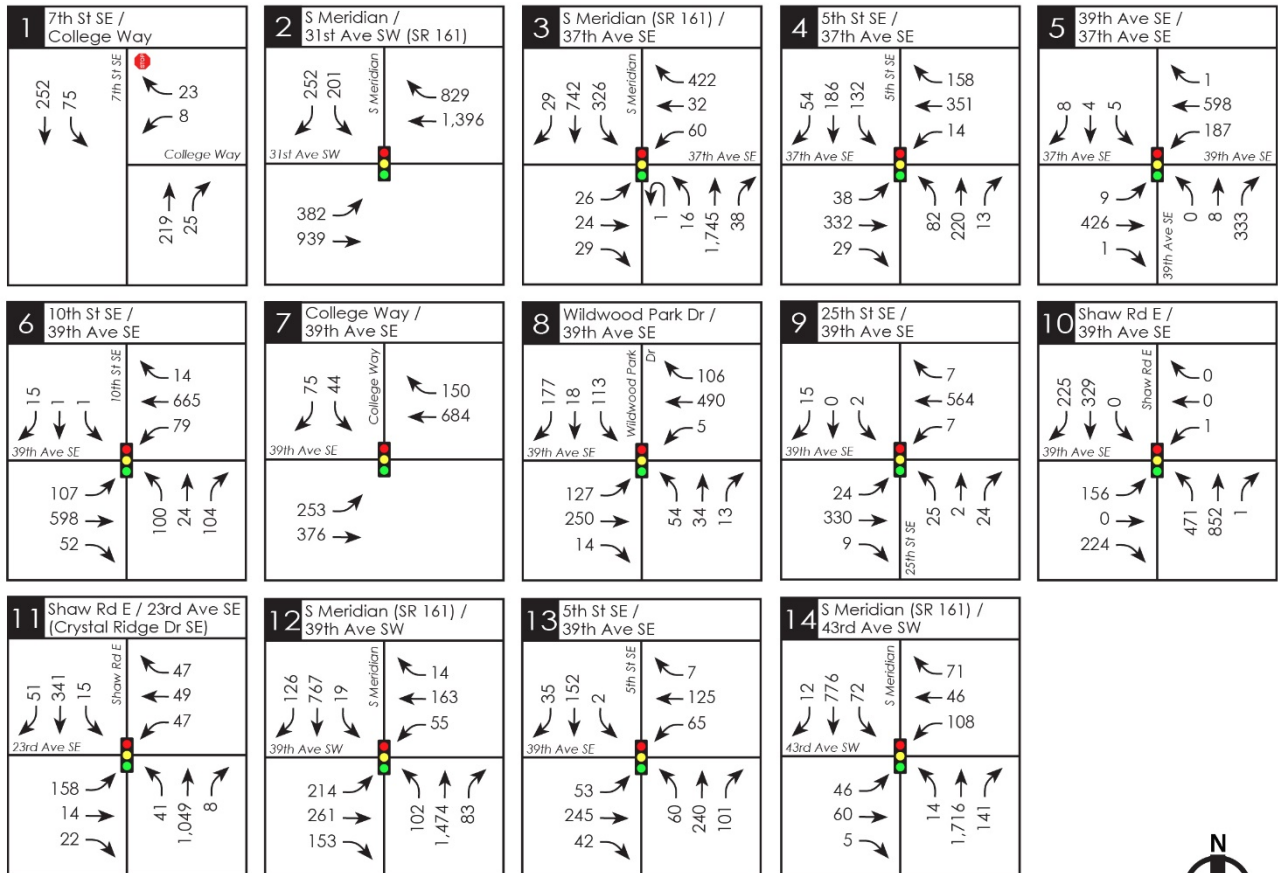 1
7th St SE /
College Way
7th St SE
STOP
252
75
23
8
College Way
219
25
2
S Meridian /
31st Ave SW (SR 161)
252
201
S Meridian
829
1,396
31st Ave SW
382
939
3
S Meridian (SR 161) /
37th Ave SE
29
742
326
S Meridian
422
32
60
37th Ave SE
26
24
29
1
16
1,745
38
4
5th St SE /
37th Ave SE
54
186
132
5th St SE
158
351
14
37th Ave SE
38
332
29
82
220
13
5
39th Ave SE /
37th Ave SE
8
4
5
1
598
187
37th Ave SE
39th Ave SE
9
426
1
39th Ave SE
0
8
333
6
10th St SE /
39th Ave SE
15
1
1
10th St SE
14
665
79
39th Ave SE
107
598
52
100
24
104
7
College Way /
39th Ave SE
75
44
College Way
150
684
39th Ave SE
253
376
8
Wildwood Park Dr /
39th Ave SE
177
18
113
Wildwood Park
Dr
106
490
5
39th Ave SE
127
250
14
54
34
13
9
25th St SE /
39th Ave SE
15
0
2
7
564
7
39th Ave SE
24
330
9
25th St SE
25
2
24
10
Shaw Rd E /
39th Ave SE
225
329
0
Shaw Rd E
0
0
1
39th Ave SE
156
0
224
471
852
1
11
Shaw Rd E / 23rd Ave SE
(Crystal Ridge Dr SE)
51
341
15
Shaw Rd E
47
49
47
23rd Ave SE
158
14
22
41
1,049
8
12
S Meridian (SR 161) /
39th Ave SW
126
767
19
S Meridian
14
163
55
39th Ave SW
214
261
153
102
1,474
83
13
5th St SE /
39th Ave SE
35
152
2
5th St SE
7
125
65
39th Ave SE
53
245
42
60
240
101
14
S Meridian (SR 161) /
43rd Ave SW
12
776
72
S Meridian
71
46
108
43rd Ave SW
46
60
5
14
1,716
141
N